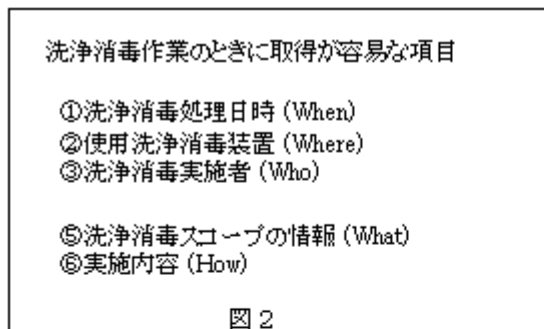 洗浄消毒作業のときに取得が容易な項目
①洗浄消毒処理日時 (When)
②使用洗浄消毒装置 (Where)
③洗浄消毒実施者 (Who)
⑤洗浄消毒スコープの情報 (What)
⑥実施内容 (How)
図２